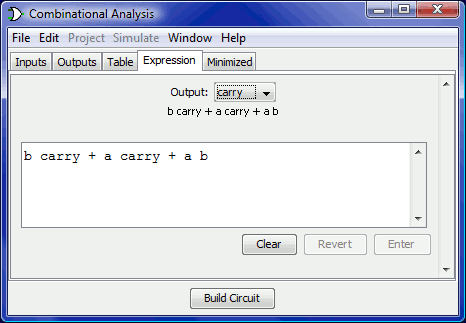 Combinational Analysis
File Edit Project Simulate Window Help
Inputs Outputs Table Expression Minimized
Output: carry
b carry + a carry + a b
b carry + a carry + a b
Clear Revert Enter
Build Circuit